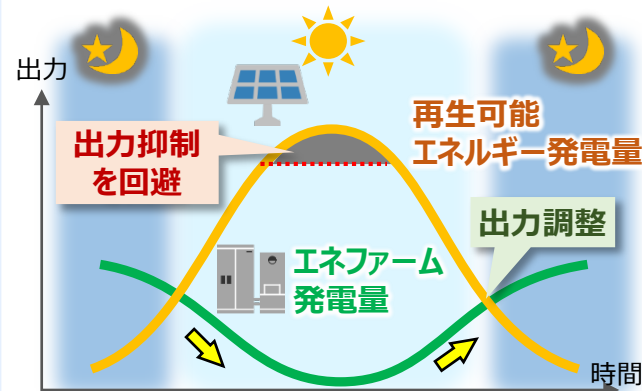 出力
出力抑制
を回避
再生可能
エネルギー発電量
出力調整
エネファーム
発電量
時間